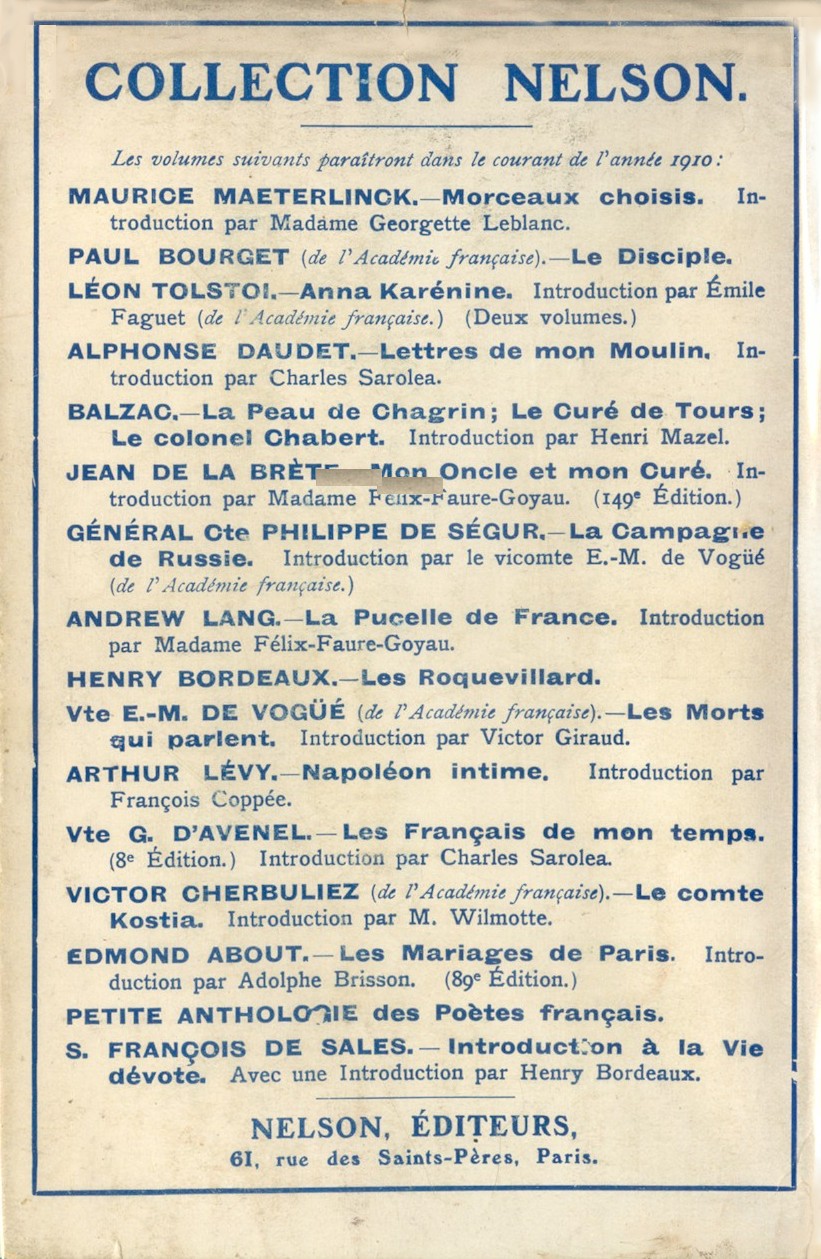 COLLECTION NELSON.
Les volumes suivants paraîtront dans le courant de l'année 1910:
MAURICE MAETERLINCK.—Morceaux choisis. In-
troduction par Madame Georgette Leblanc.
PAUL BOURGET (de l'Académie française).—Le Disciple.
LÉON TOLSTOI.—Anna Karénine. Introduction par Émile
Faguet (de l'Académie française.) (Deux volumes.)
ALPHONSE DAUDET.—Lettres de mon Moulin. In-
troduction par Charles Sarolea.
BALZAC.—La Peau de Chagrin; Le Curé de Tours;
Le colonel Chabert. Introduction par Henri Mazel.
JEAN DE LA BRÈTE—Mon Oncle et mon Curé. In-
troduction par Madame Félix-Faure-Goyau. (149e Édition.)
GÉNÉRAL Cte PHILIPPE DE SÉGUR.—La Campagne
de Russie. Introduction par le vicomte E.-M. de Vogüé
(de l'Académie française.)
ANDREW LANG.—La Pucelle de France. Introduction
par Madame Félix-Faure-Goyau.
HENRY BORDEAUX.—Les Roquevillard.
Vte E.-M. DE VOGÜÉ (de l'Académie française).—Les Morts
qui parlent. Introduction par Victor Giraud.
ARTHUR LÉVY.—Napoléon intime. Introduction par
François Coppée.
Vte G. D'AVENEL.—Les Français de mon temps.
(8e Édition.) Introduction par Charles Sarolea.
VICTOR CHERBULIEZ (de l'Académie française).—Le comte
Kostia. Introduction par M. Wilmotte.
EDMOND ABOUT.—Les Mariages de Paris. Intro-
duction par Adolphe Brisson. (89e Édition.)
PETITE ANTHOLOGIE des Poètes français.
S. FRANÇOIS DE SALES.—Introduction à la Vie
dévote. Avec une Introduction par Henry Bordeaux.
NELSON, ÉDITEURS,
61, rue des Saints-Pères, Paris.